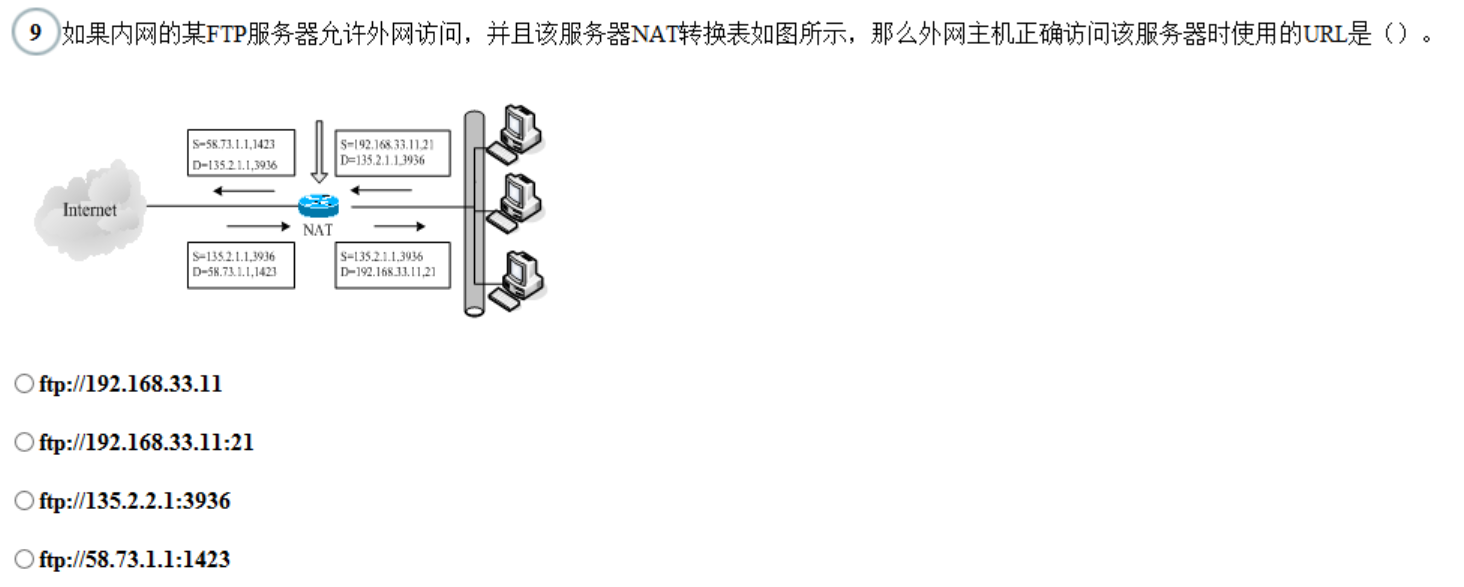 9 如果内网的某FTP服务器允许外网访问，并且该服务器NAT转换表如图所示，那么外网主机正确访问该服务器时使用的URL是（）。
S=58.73.1.1,1423
D=135.2.1.1,3936
S=192.168.33.11,21
D=135.2.1.1,3936
Internet
NAT
S=135.2.1.1,3936
D=58.73.1.1,1423
S=135.2.1.1,3936
D=192.168.33.11,21
ftp://192.168.33.11
ftp://192.168.33.11:21
ftp://135.2.2.1:3936
ftp://58.73.1.1:1423